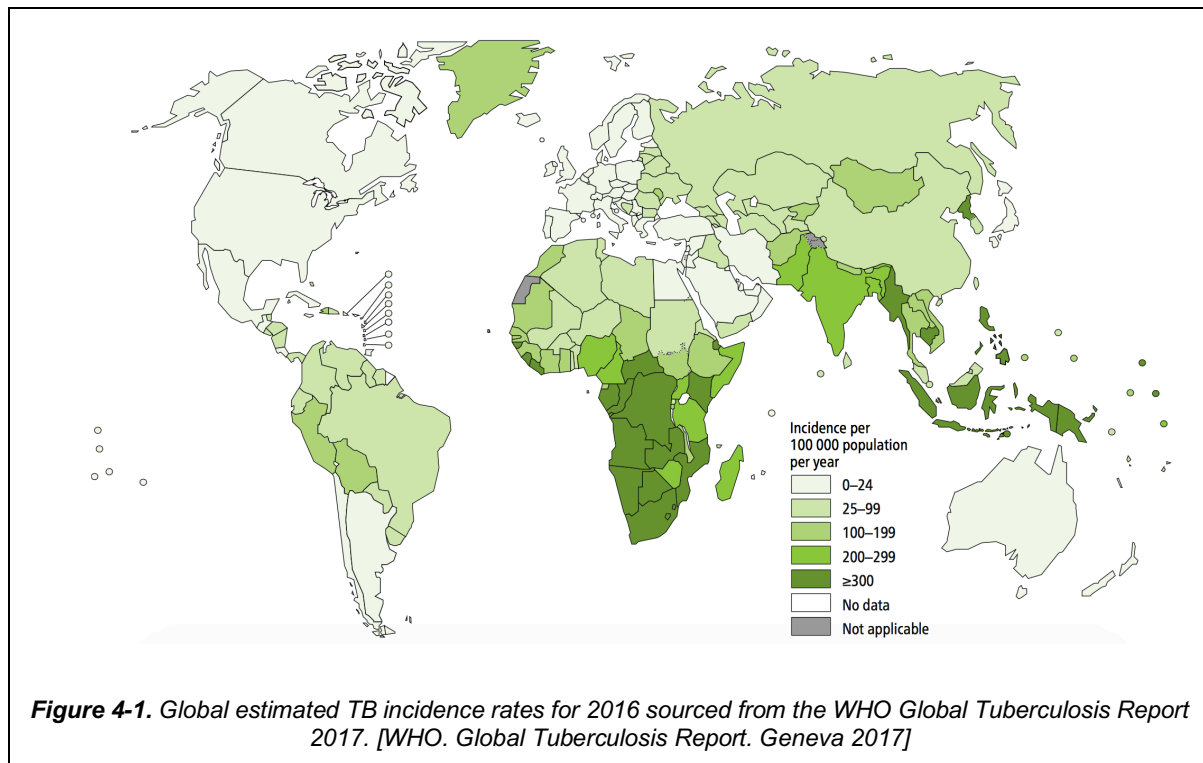 Incidence per
100 000 population
per year
0–24
25–99
100–199
200–299
≥300
No data
Not applicable
Figure 4-1. Global estimated TB incidence rates for 2016 sourced from the WHO Global Tuberculosis Report
2017. [WHO. Global Tuberculosis Report. Geneva 2017]